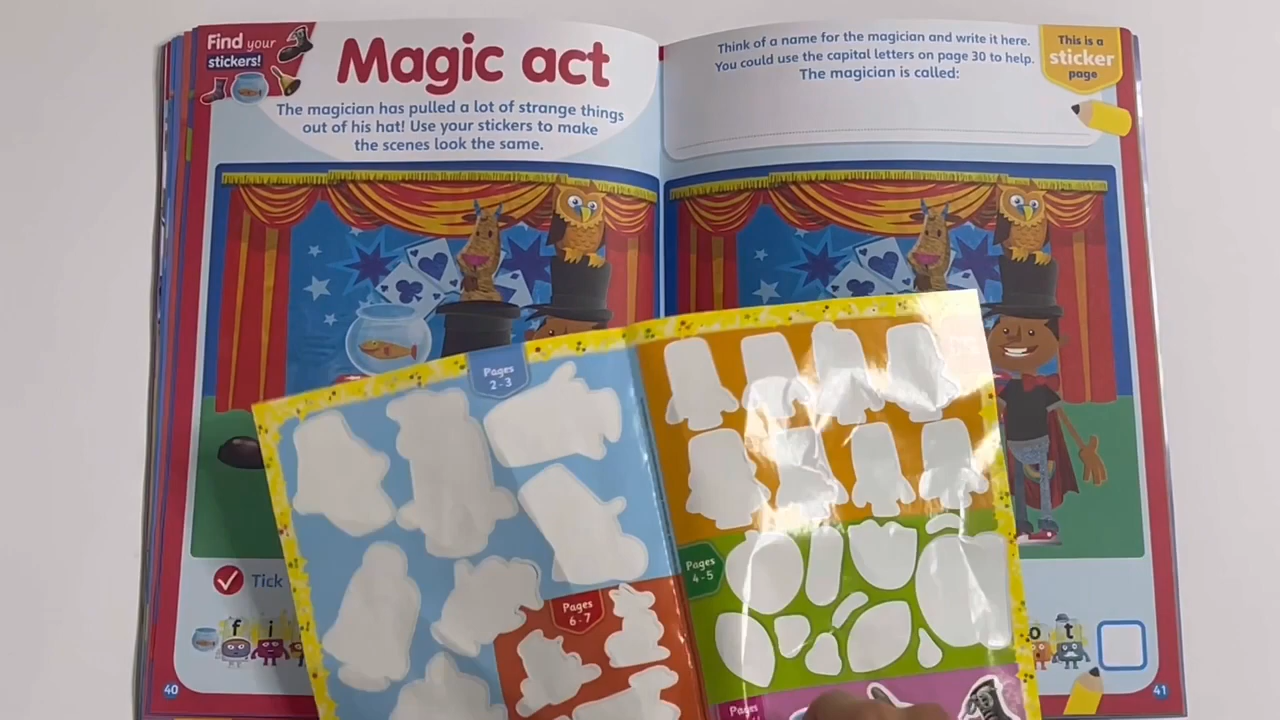 Find your
stickers!
Magic act
The magician has pulled a lot of strange things
out of his hat! Use your stickers to make
the scenes look the same.
Think of a name for the magician and write it here.
You could use the capital letters on page 30 to help.
The magician is called:
This is a
sticker
page
Pages
2-3
Pages
4-5
Pages
6-7
Pages
Tick
f i
o t
40
41